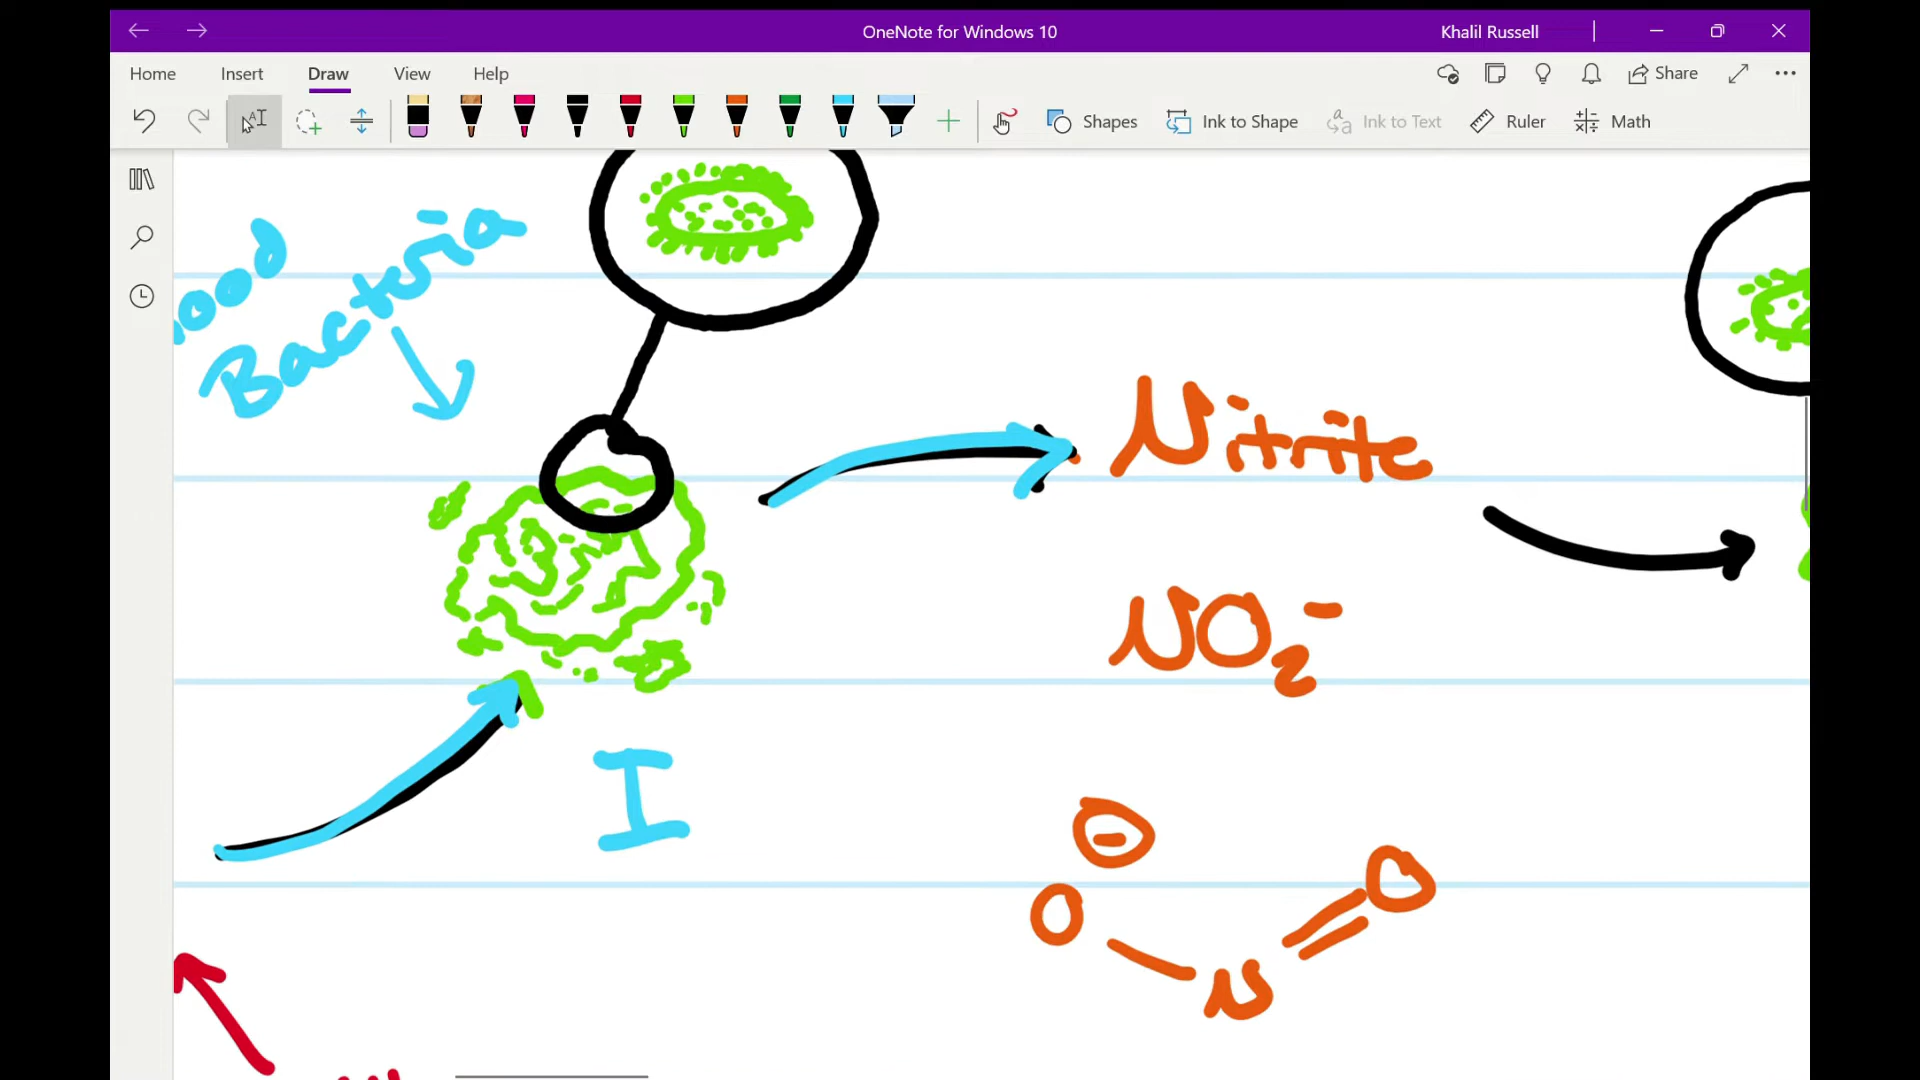 OneNote for Windows 10
Khalil Russell
Home Insert Draw View Help
Share
Shapes Ink to Shape Ink to Text Ruler Math
Bacteria
Nitrite
NO2-
I
O N O